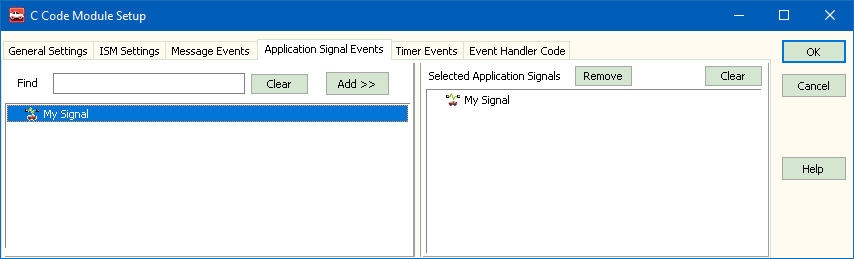 C Code Module Setup
General Settings ISM Settings Message Events Application Signal Events Timer Events Event Handler Code
OK
Find Clear Add >> Selected Application Signals Remove Clear
Cancel
My Signal My Signal
Help